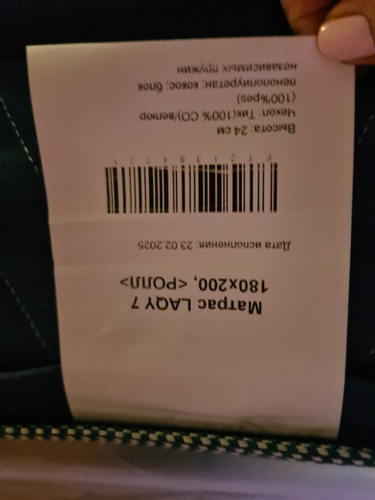 Матрас LAQY 7
180x200, <РОЛЛ>
Дата исполнения: 23.02.2025
Высота: 24 см
Чехол: Тик(100% CO)/велюр
(100%pes)
пенополиуретан; кокос; блок
независимых пружин